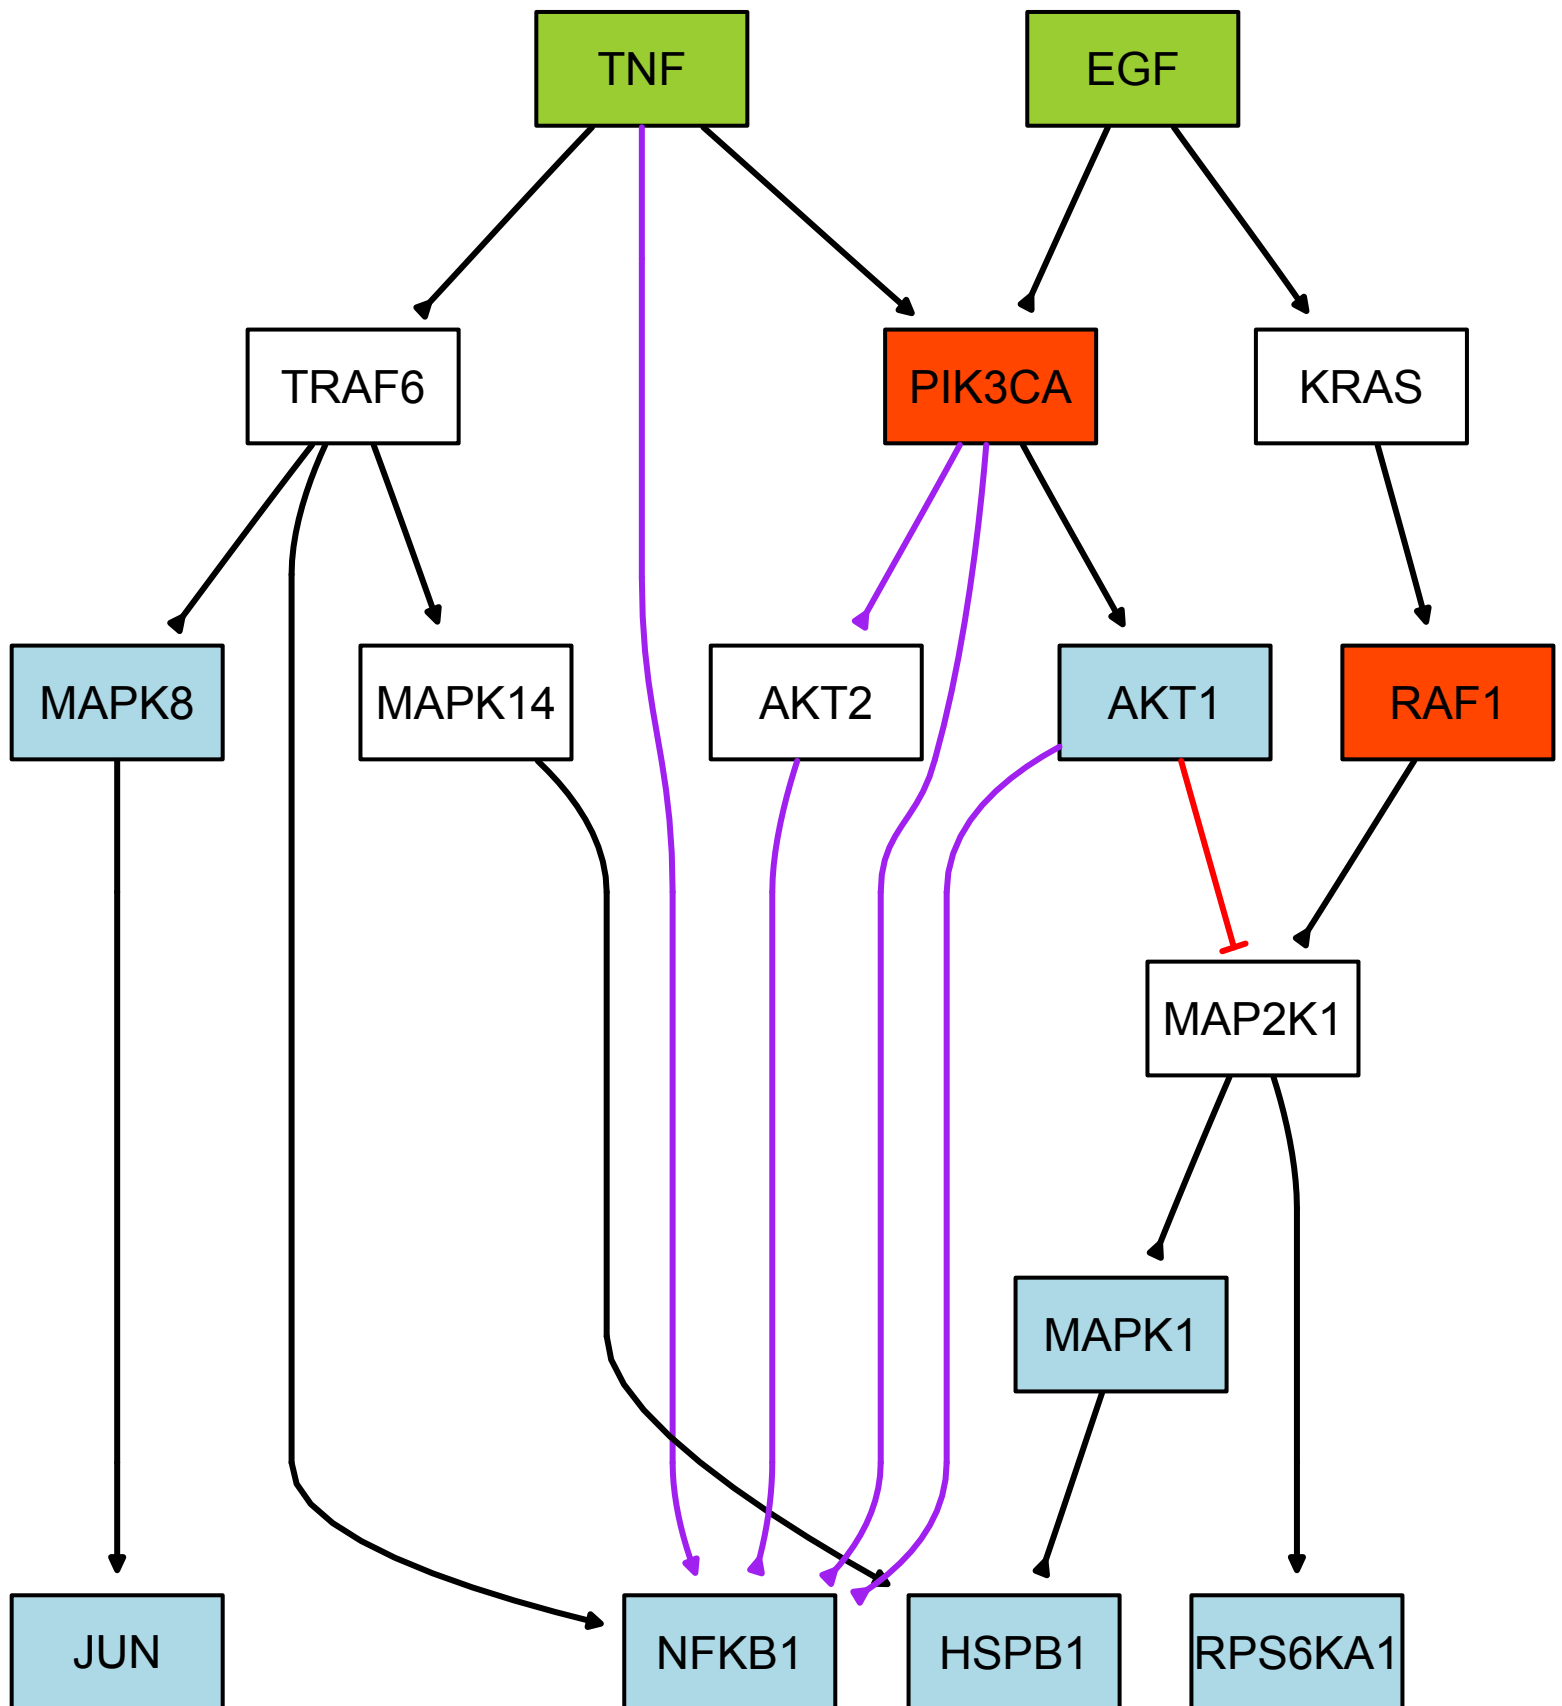 TNF
EGF
TRAF6
PIK3CA
KRAS
MAPK8
MAPK14
AKT2
AKT1
RAF1
MAP2K1
MAPK1
JUN
NFKB1
HSPB1
RPS6KA1